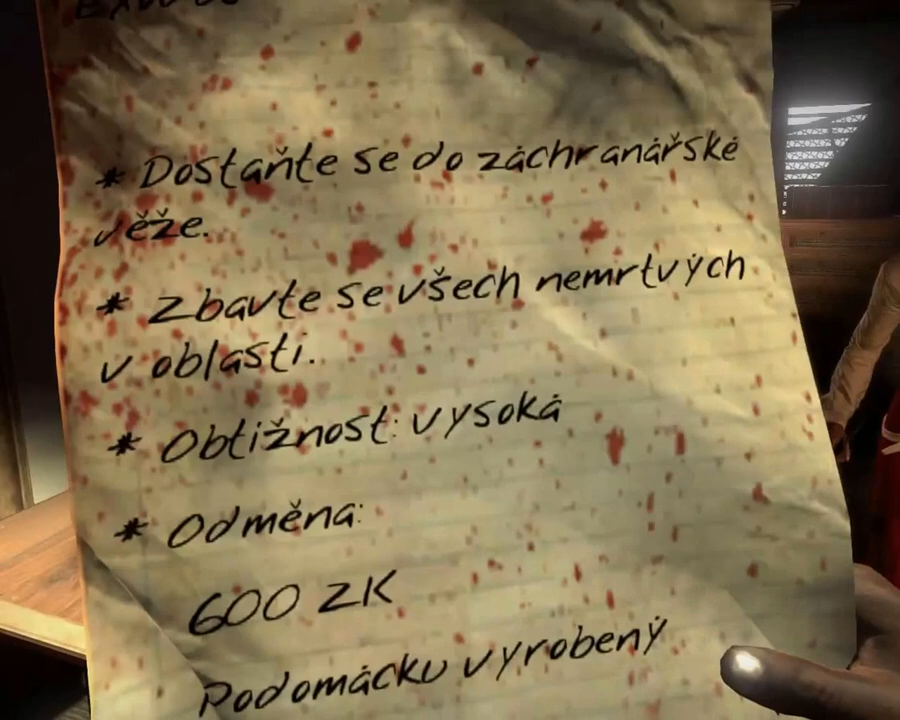 * Dostaňte se do záchranářské
věže.
* Zbavte se všech nemrtvých
v oblasti.
* Obtížnost: vysoká
* Odměna:
600 ZK
Podomácku vyrobený